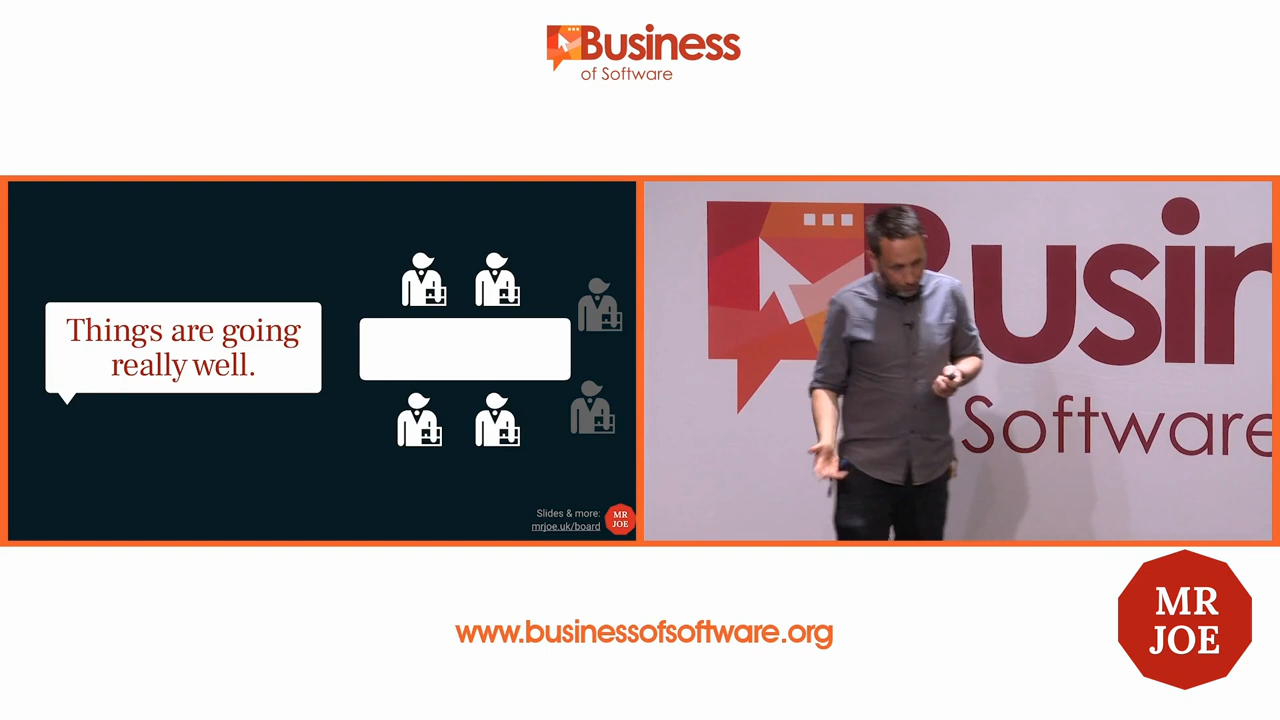 Business
of Software
Things are going
really well.
Slides & more:
mrjoe.uk/board
MR
JOE
Busin
Software
www.businessofsoftware.org
MR
JOE